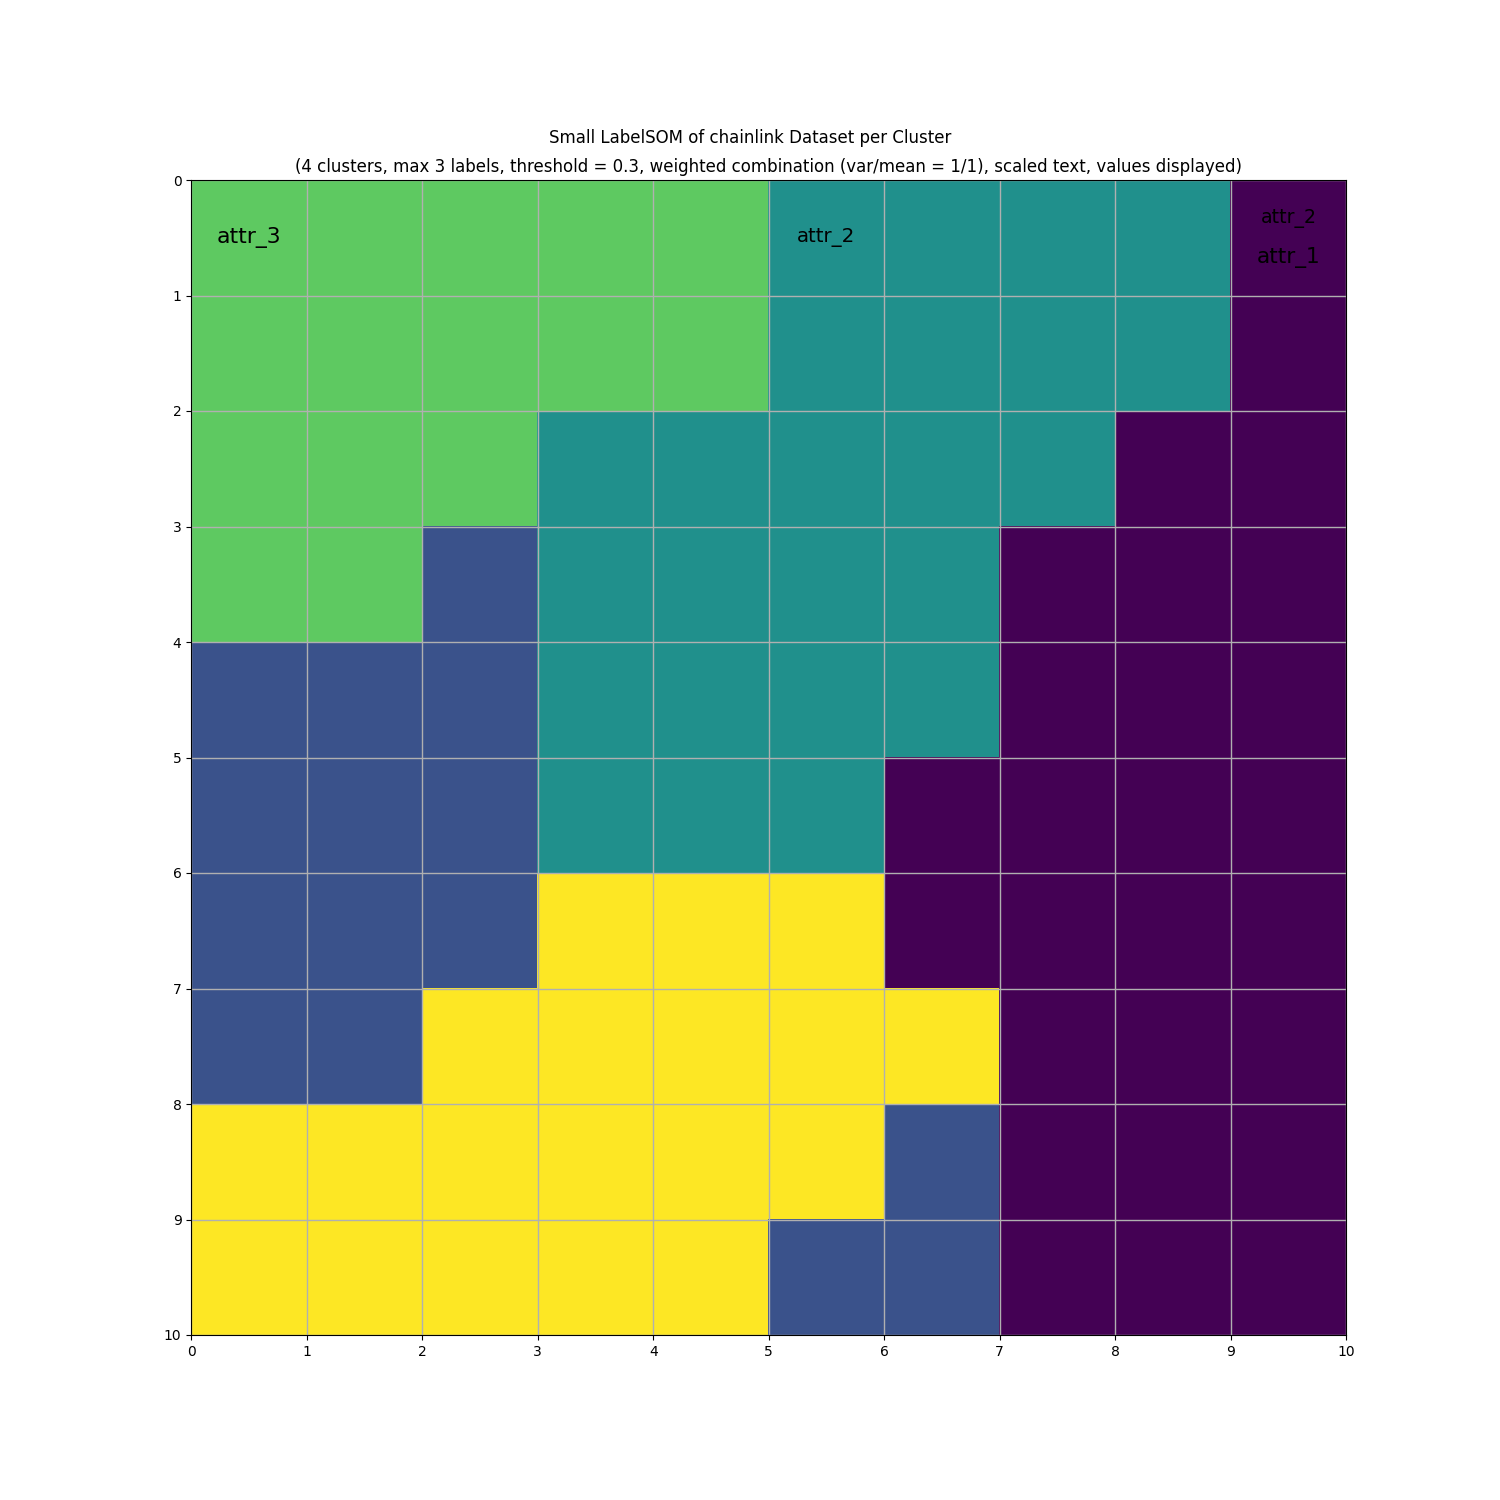 Small LabelSOM of chainlink Dataset per Cluster
(4 clusters, max 3 labels, threshold = 0.3, weighted combination (var/mean = 1/1), scaled text, values displayed)
0
attr_3
attr_2
attr_2
attr_1
1
2
3
4
5
6
7
8
9
10
0 1 2 3 4 5 6 7 8 9 10